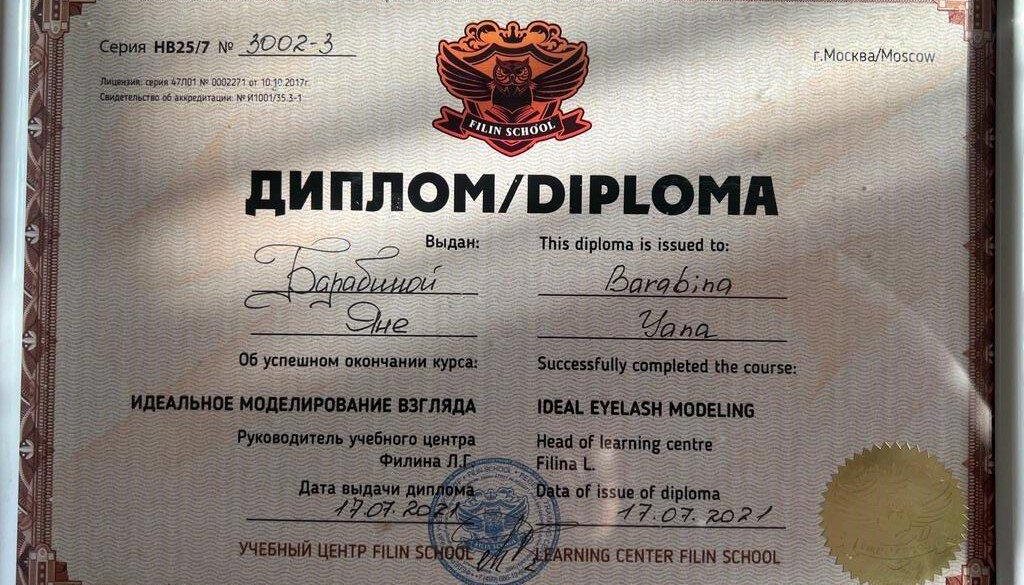 Серия НВ25/7 № 3002-3
г.Москва/Moscow
Лицензия: серия 47Л01 № 0002271 от 10.10.2017г.
Свидетельство об аккредитации: № И1001/35.3-1
FILIN SCHOOL
ДИПЛОМ/DIPLOMA
Выдан:
Барабиной
Яне
Об успешном окончании курса:
ИДЕАЛЬНОЕ МОДЕЛИРОВАНИЕ ВЗГЛЯДА
Руководитель учебного центра
Филина Л.Г.
Дата выдачи диплома
17.07.2021
УЧЕБНЫЙ ЦЕНТР FILIN SCHOOL
This diploma is issued to:
Barabina
Yana
Successfully completed the course:
IDEAL EYELASH MODELING
Head of learning centre
Filina L.
Data of issue of diploma
17.07.2021
LEARNING CENTER FILIN SCHOOL